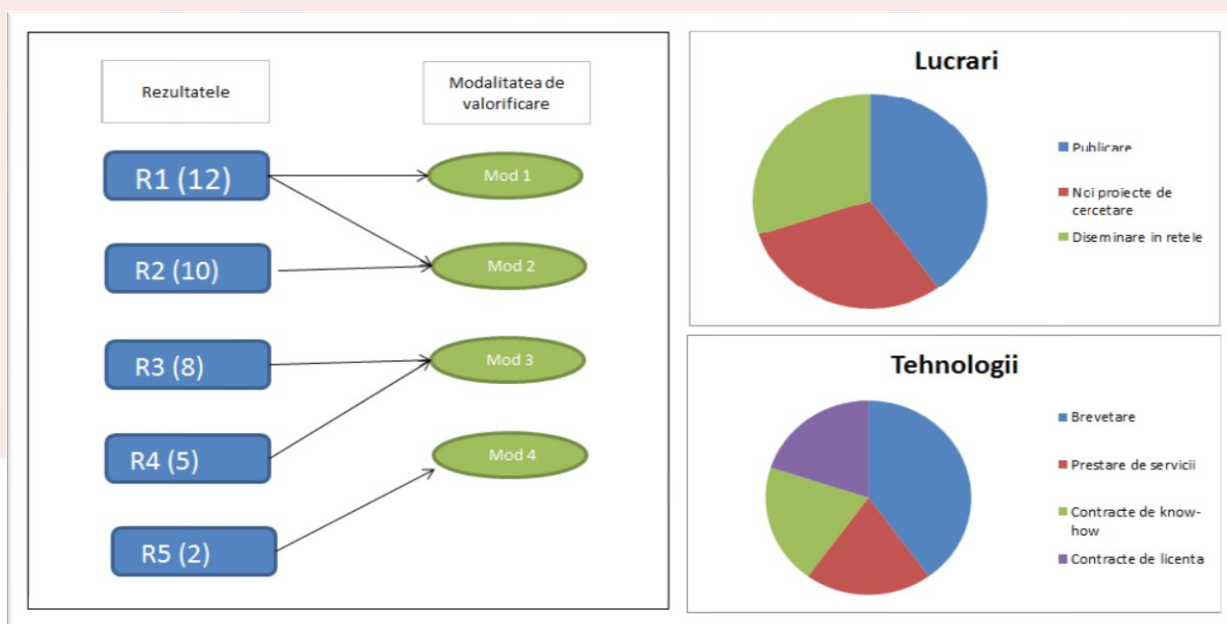 Rezultatele
Modalitatea de
valorificare
R1 (12)
Mod 1
R2 (10)
Mod 2
R3 (8)
Mod 3
R4 (5)
Mod 4
R5 (2)
Lucrari
Publicare
Noi proiecte de
cercetare
Diseminare in retele
Tehnologii
Brevetare
Prestare de servicii
Contracte de know-
how
Contracte de licenta